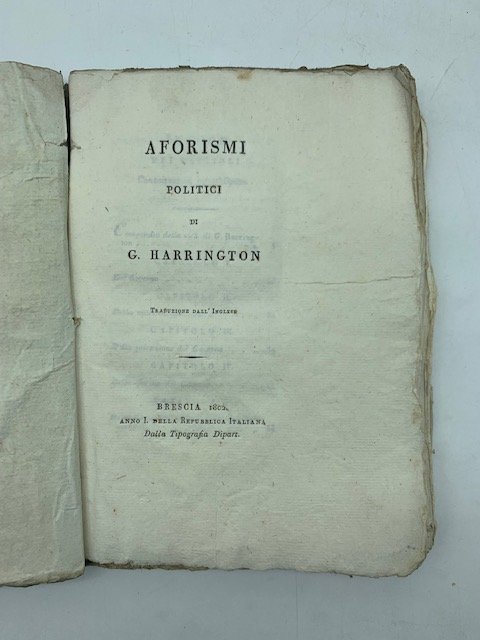 AFORISMI
POLITICI
DI
G. HARRINGTON
TRADUZIONE DALL' INGLESE
BRESCIA 1802.
ANNO I. DELLA REPUBBLICA ITALIANA
Dalla Tipografia Dipart.